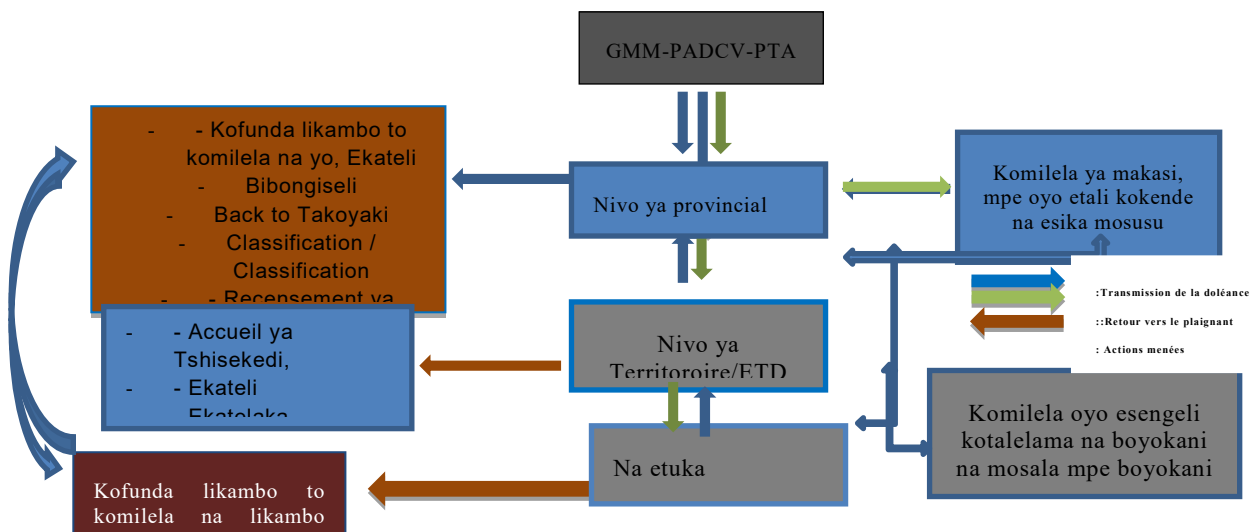 GMM-PADCV-PTA
- - Kofunda likambo to
komilela na yo, Ekateli
- Bibongiseli
- Back to Takoyaki
- Classification /
Classification
- - Recensement ya
Nivo ya provincial
Komilela ya makasi,
mpe oyo etali kokende
na esika mosusu
:Transmission de la doléance
::Retour vers le plaignant
: Actions menées
- - Accueil ya
Tshisekedi,
- - Ekateli
Ekatelaka
Nivo ya
Territoroire/ETD
Komilela oyo esengeli
kotalelama na boyokani
na mosala mpe boyokani
Na etuka
Kofunda likambo to
komilela na likambo